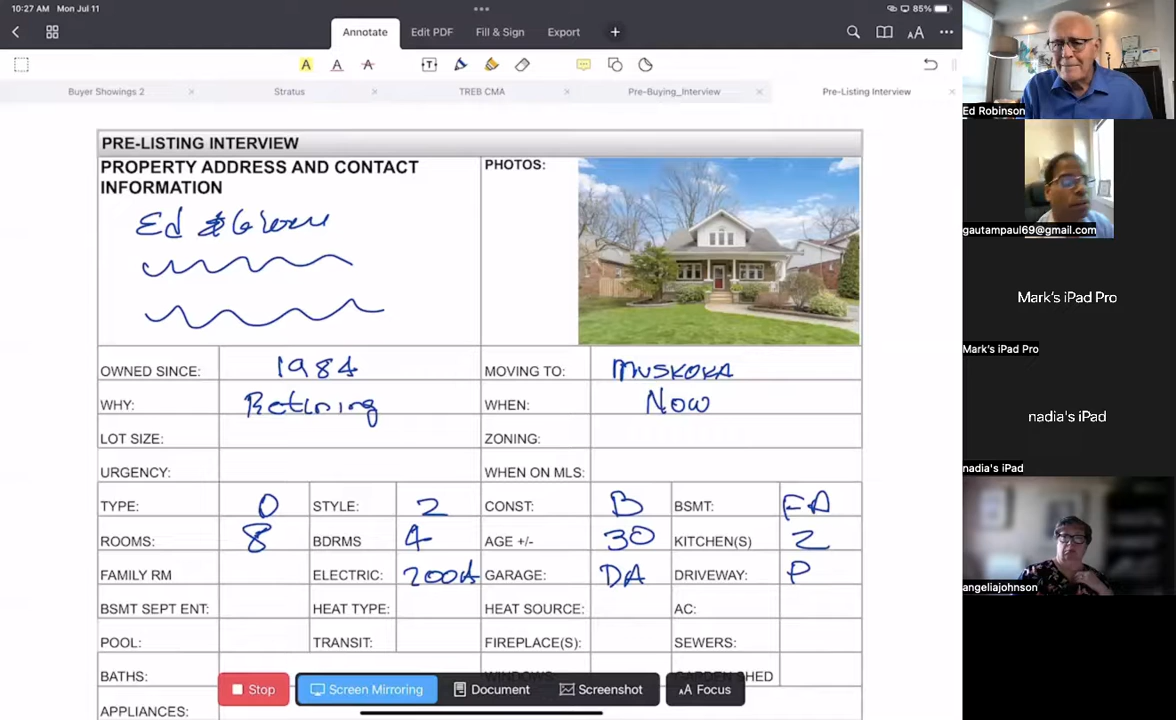 10:27 AM Mon Jul 11
85%
Annotate Edit PDF Fill & Sign Export
Buyer Showings 2 Stratus TREB CMA Pre-Buying_Interview Pre-Listing Interview
PRE-LISTING INTERVIEW
PROPERTY ADDRESS AND CONTACT INFORMATION
PHOTOS:
Ed
OWNED SINCE: 1984 MOVING TO: MUSKOKA
WHY: Retiring WHEN: Now
LOT SIZE: ZONING:
URGENCY: WHEN ON MLS:
TYPE: D STYLE: 2 CONST: B BSMT: FA
ROOMS: 8 BDRMS 4 AGE +/- 30 KITCHEN(S) 2
FAMILY RM ELECTRIC: 200A GARAGE: DA DRIVEWAY: P
BSMT SEPT ENT: HEAT TYPE: HEAT SOURCE: AC:
POOL: TRANSIT: FIREPLACE(S): SEWERS:
BATHS: WINDOWS: GARDEN SHED
APPLIANCES:
Stop Screen Mirroring Document Screenshot AA Focus
Ed Robinson
gautampaul69@gmail.com
Mark's iPad Pro
Mark's iPad Pro
nadia's iPad
nadia's iPad
angeliajohnson